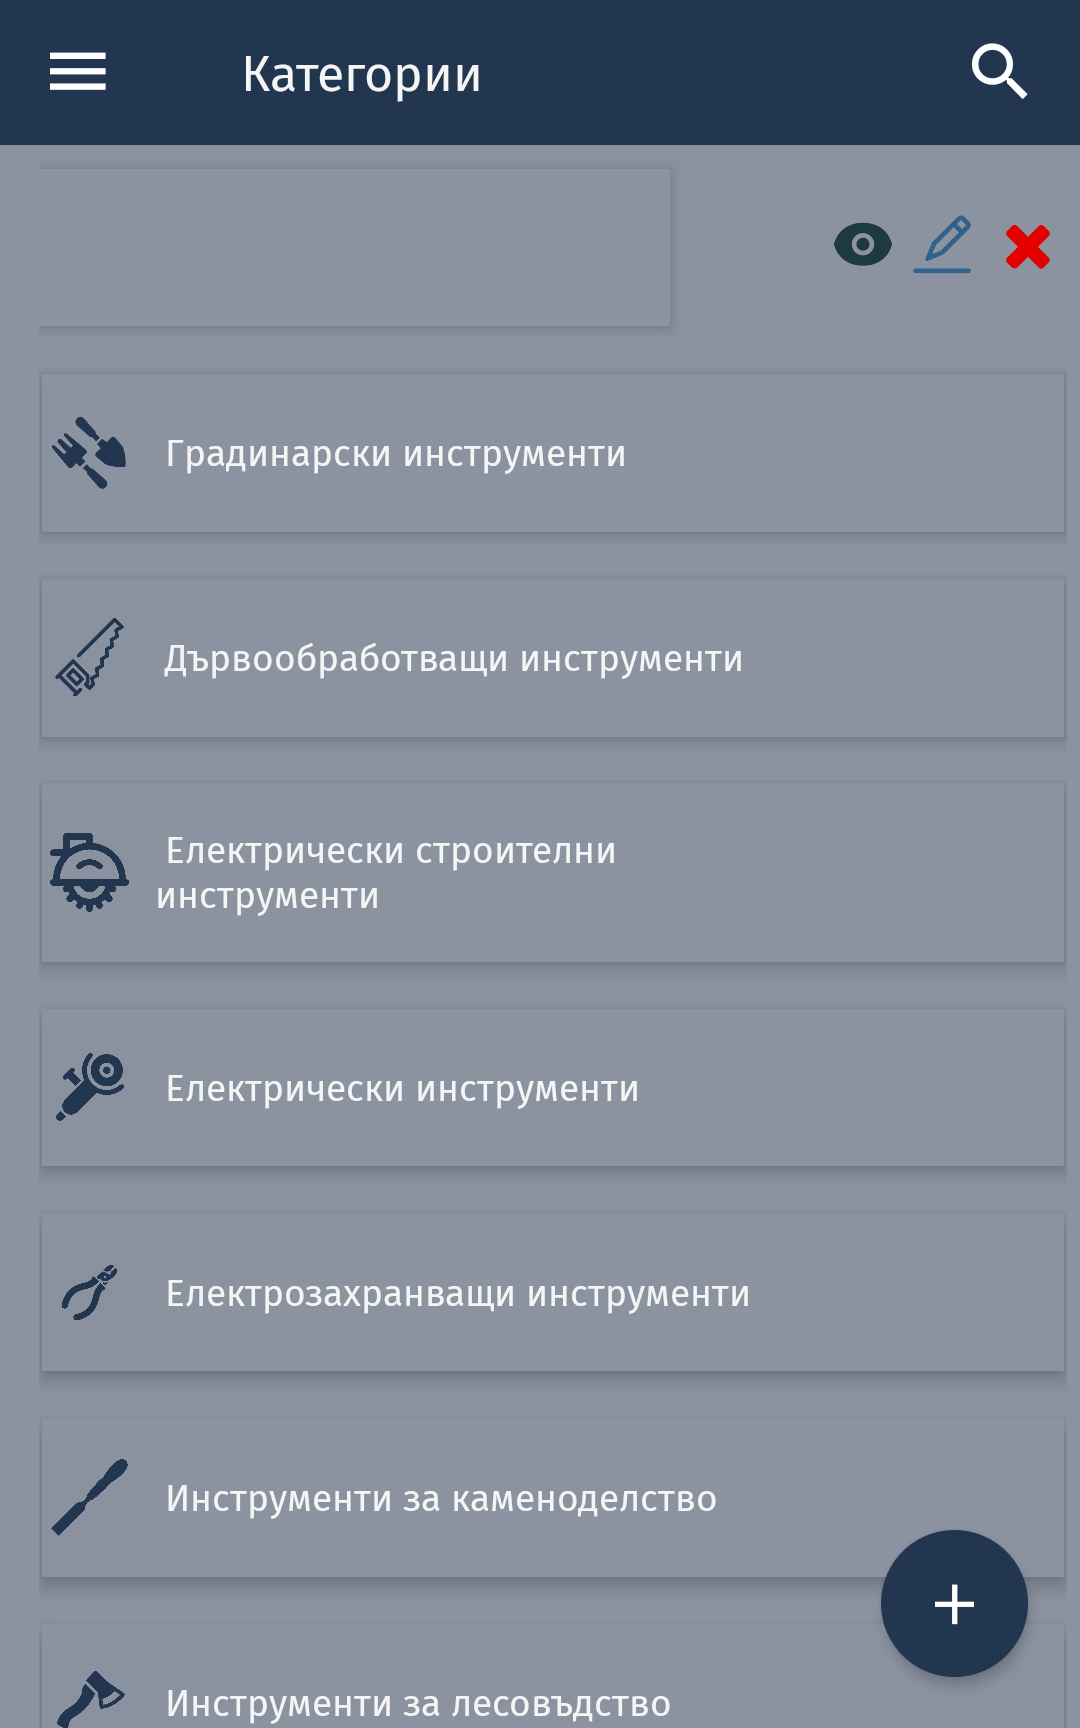 Категории
Градинарски инструменти
Дървообработващи инструменти
Електрически строителни
инструменти
Електрически инструменти
Електрозахранващи инструменти
Инструменти за каменоделство
Инструменти за лесовъдство